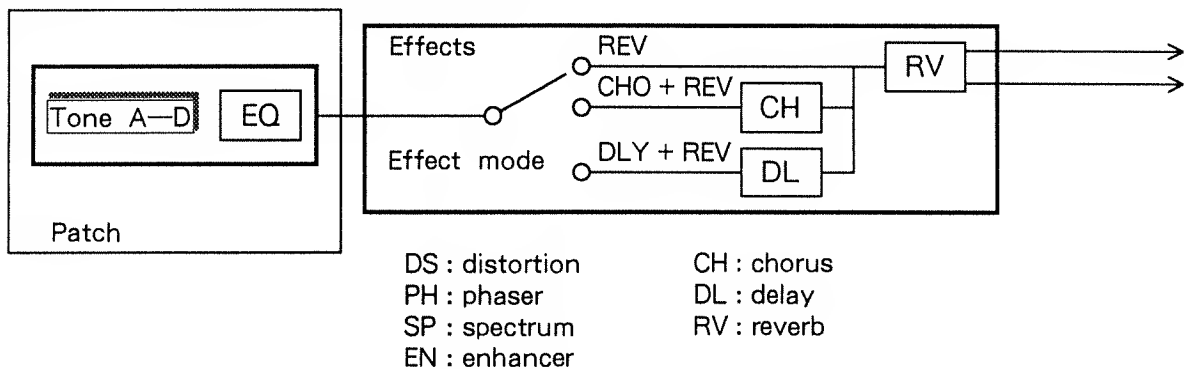 Effects
REV
RV
CHO + REV
CH
Tone A—D
EQ
Effect mode
DLY + REV
DL
Patch
DS : distortion
CH : chorus
PH : phaser
DL : delay
SP : spectrum
RV : reverb
EN : enhancer